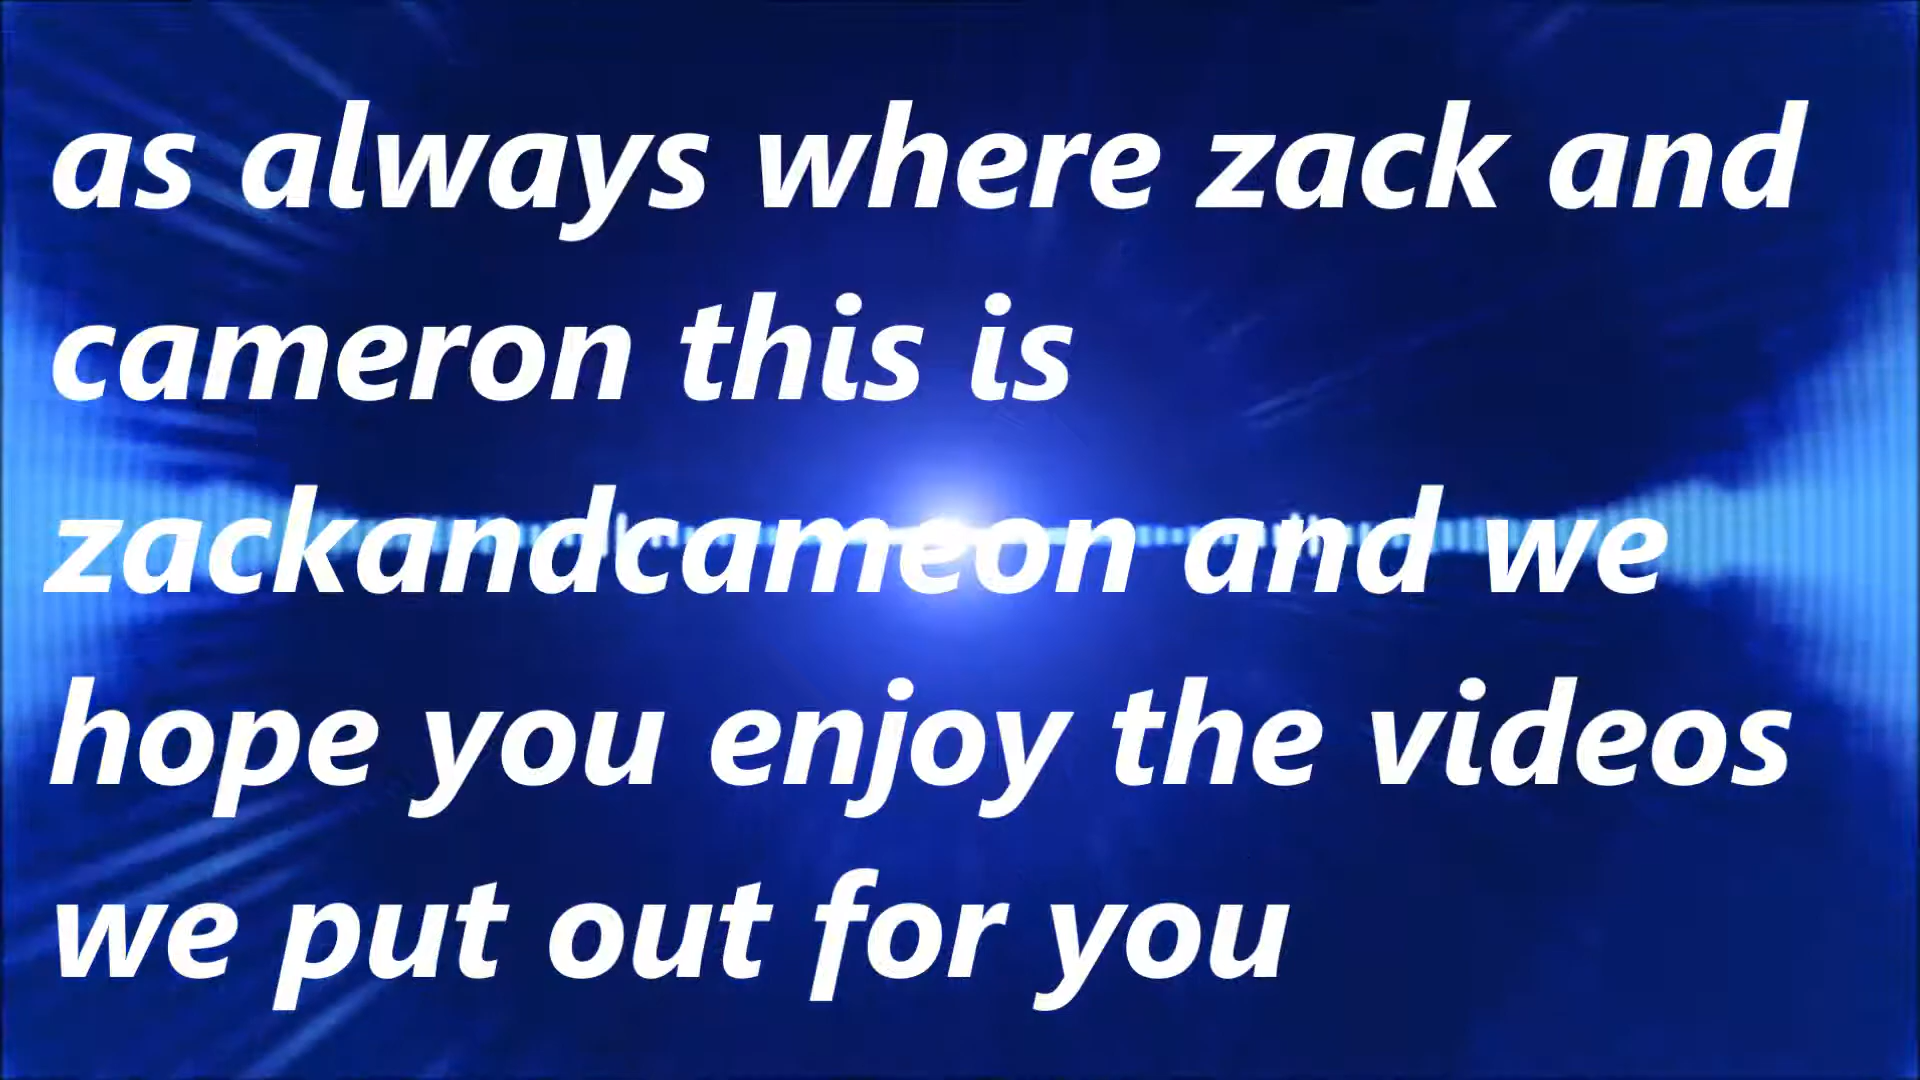 as always where zack and
cameron this is
zackandcameon and we
hope you enjoy the videos
we put out for you